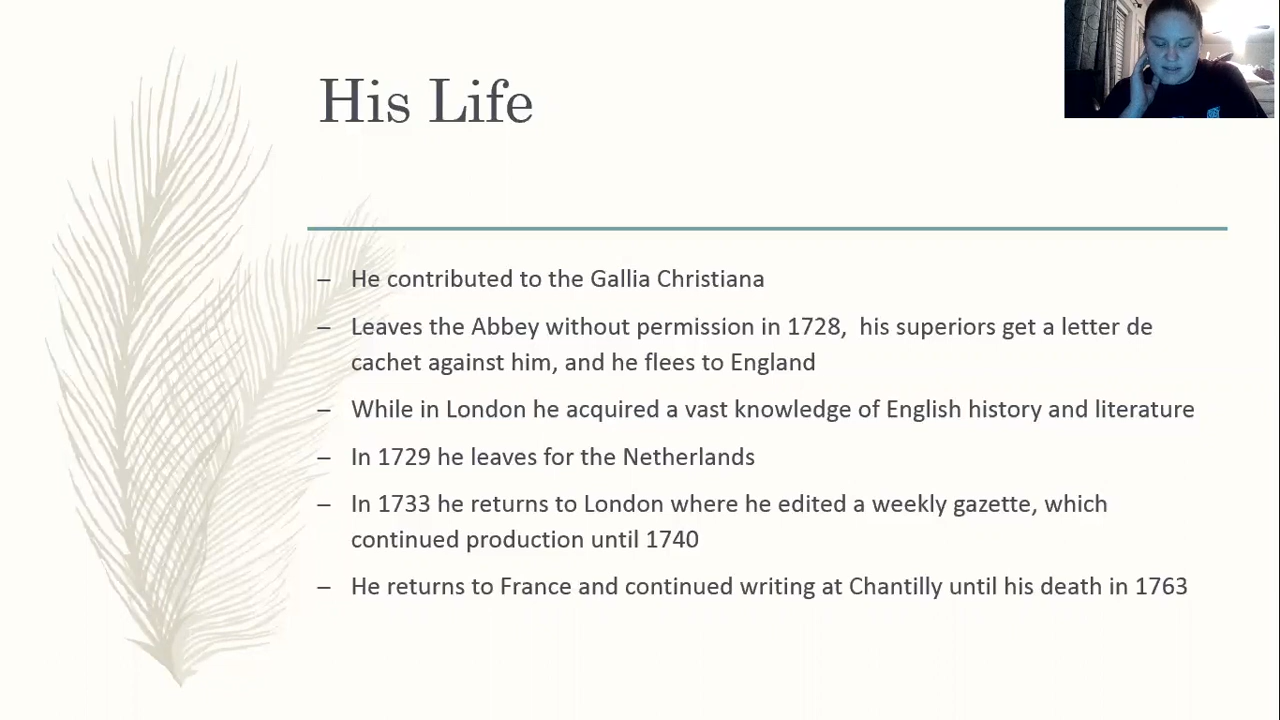 His Life
– He contributed to the Gallia Christiana
– Leaves the Abbey without permission in 1728,  his superiors get a letter de
cachet against him, and he flees to England
– While in London he acquired a vast knowledge of English history and literature
– In 1729 he leaves for the Netherlands
– In 1733 he returns to London where he edited a weekly gazette, which
continued production until 1740
– He returns to France and continued writing at Chantilly until his death in 1763